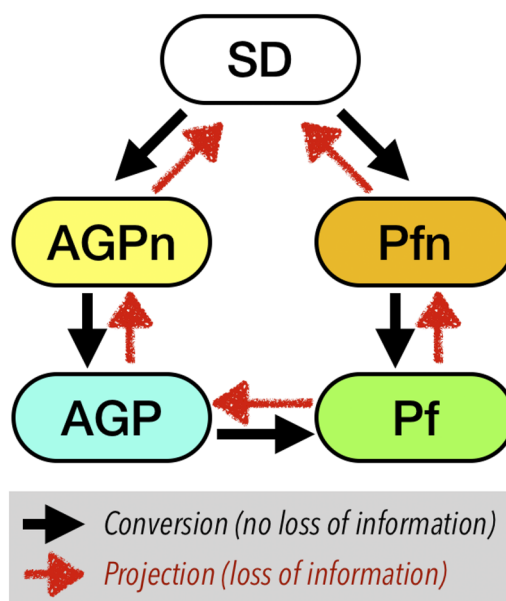 SD
AGPn
Pfn
AGP
Pf
Conversion (no loss of information)
Projection (loss of information)